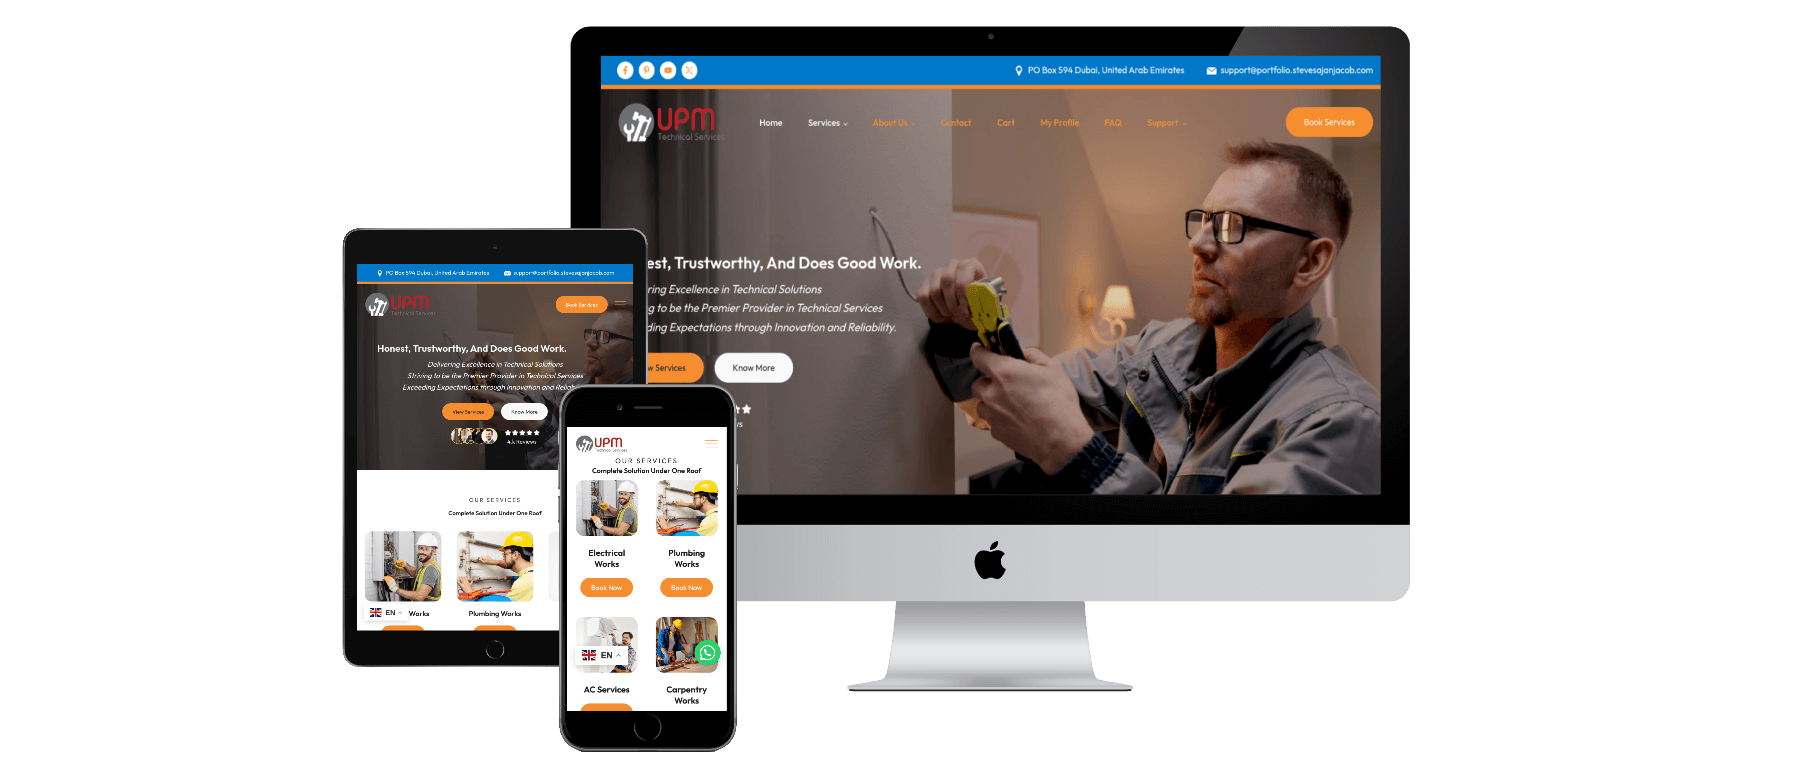 PO Box 594 Dubai, United Arab Emirates
support@portfolio.stevesajanjacob.com
UPM
Technical Services
Home
Services
About Us
Contact
Cart
My Profile
FAQ
Support
Book Services
est, Trustworthy, And Does Good Work.
ring Excellence in Technical Solutions
g to be the Premier Provider in Technical Services
ding Expectations through Innovation and Reliability.
w Services
Know More
ws
PO Box 594 Dubai, United Arab Emirates
support@portfolio.stevesajanjacob.com
UPM
Technical Services
Book Services
Honest, Trustworthy, And Does Good Work.
Delivering Excellence in Technical Solutions
Striving to be the Premier Provider in Technical Services
Exceeding Expectations through Innovation and Reliab
View Services
Know More
4.k Reviews
OUR SERVICES
Complete Solution Under One Roof
Works
EN
Plumbing Works
UPM
Technical Services
OUR SERVICES
Complete Solution Under One Roof
Electrical
Works
Book Now
Plumbing
Works
Book Now
EN
AC Services
Carpentry
Works